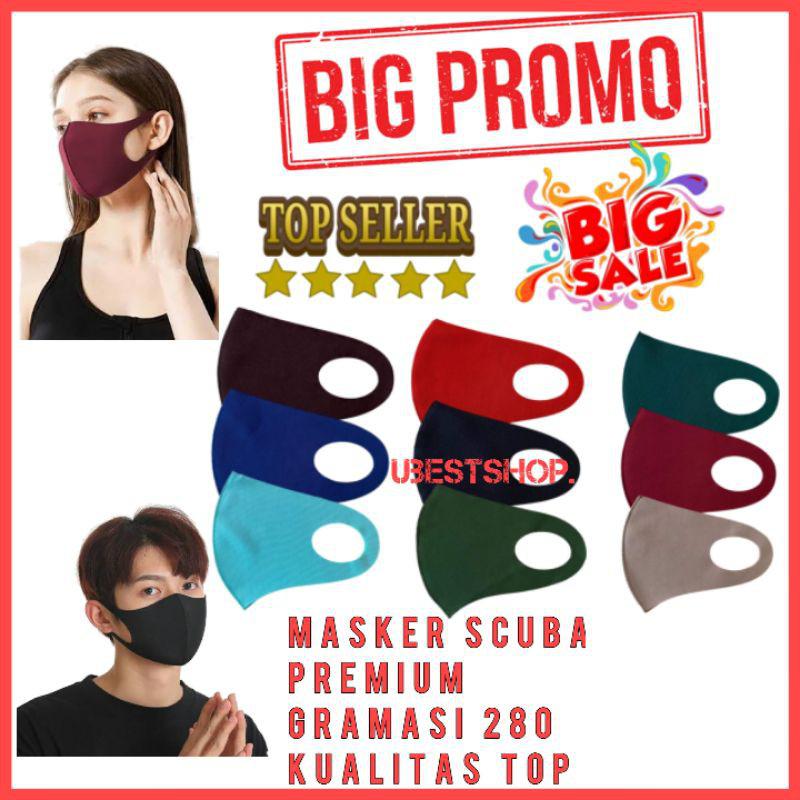 BIG PROMO
TOP SELLER
BIG
SALE
UBESTSHOP.
MASKER SCUBA
PREMIUM
GRAMASI 280
KUALITAS TOP